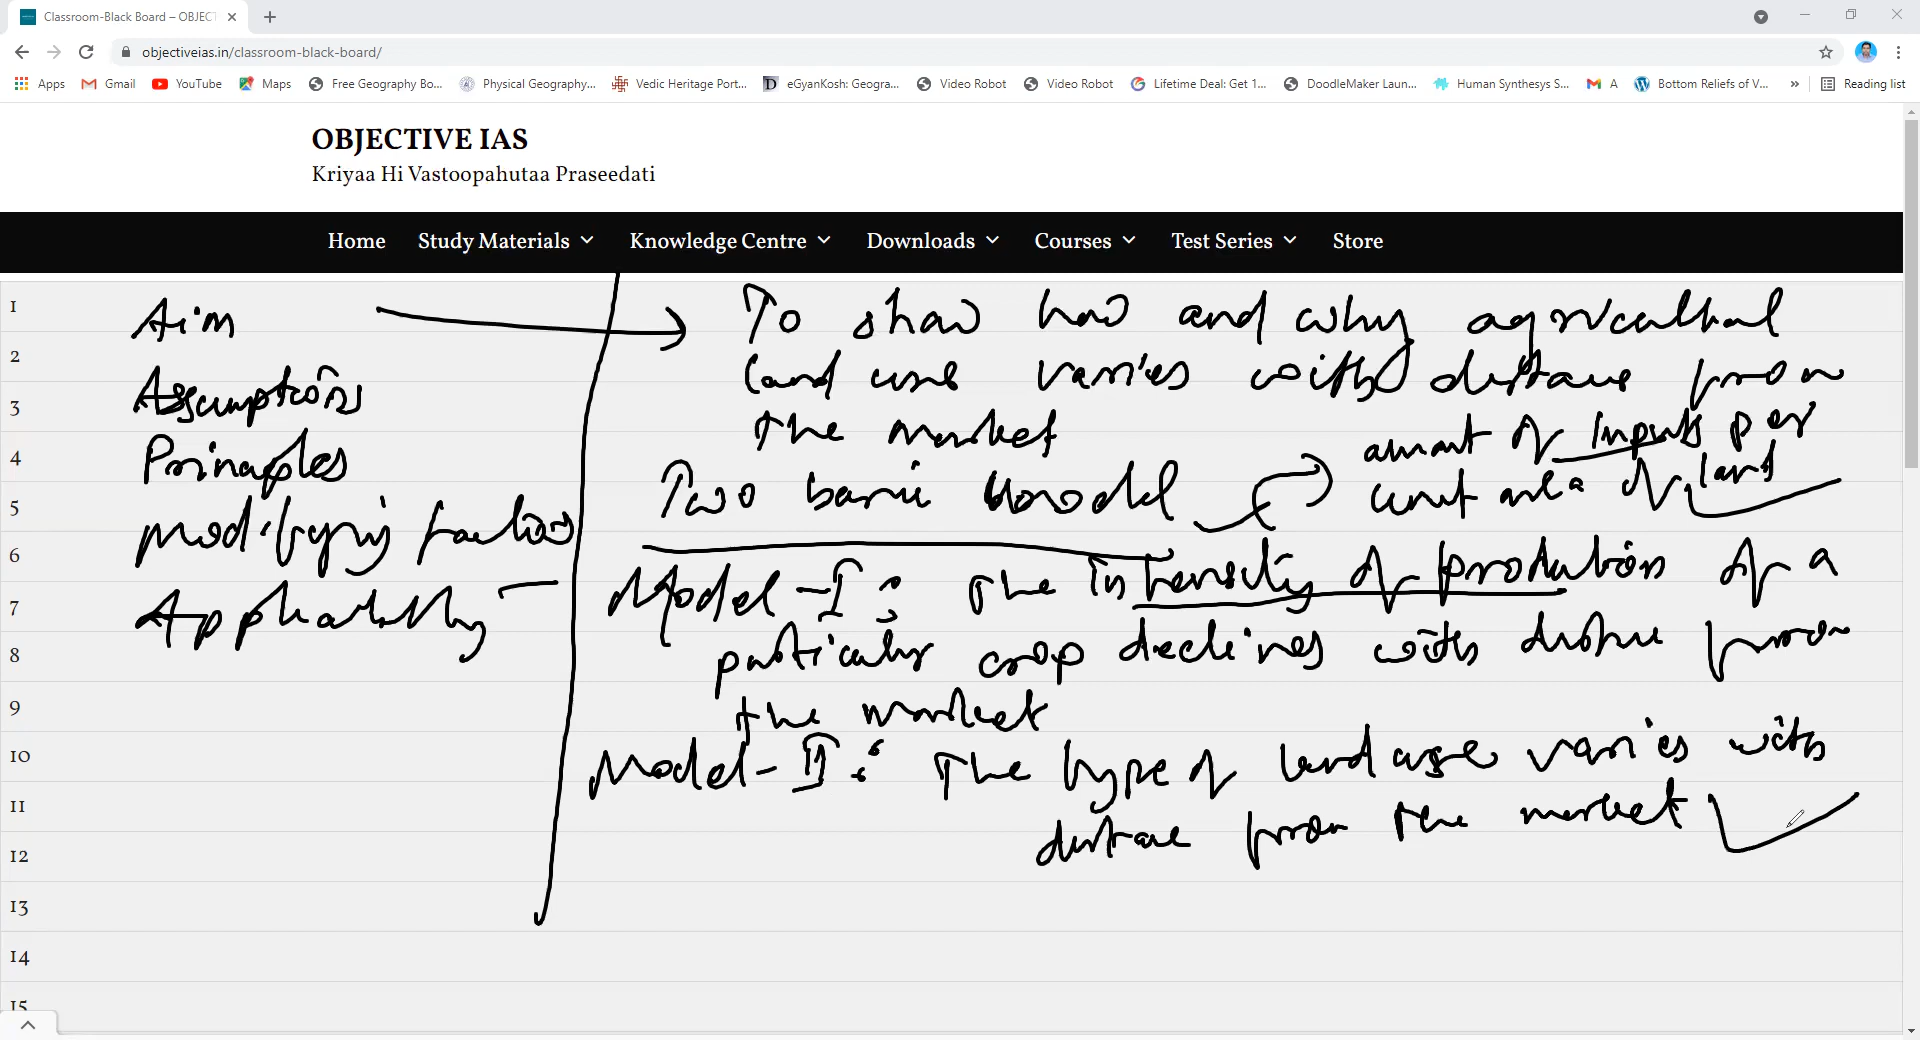 Classroom-Black Board – OBJECT
objectiveias.in/classroom-black-board/
Apps Gmail YouTube Maps Free Geography Bo... Physical Geography... Vedic Heritage Port... eGyanKosh: Geogra... Video Robot Video Robot Lifetime Deal: Get 1... DoodleMaker Laun... Human Synthesys S... A Bottom Reliefs of V... » Reading list
OBJECTIVE IAS
Kriyaa Hi Vastoopahutaa Praseedati
Home Study Materials Knowledge Centre Downloads Courses Test Series Store
1
2
3
4
5
6
7
8
9
10
11
12
13
14
15
Aim
Assumptions
Principles
Modifying factors
Applicability
To show how and why agricultural
land use varies with distance from
the market
Two basic Model
amount of inputs per
unit area of land
Model-I: The Intensity of production of a
particular crop declines with distance from
the market
Model-II: The type of land use varies with
distance from the market